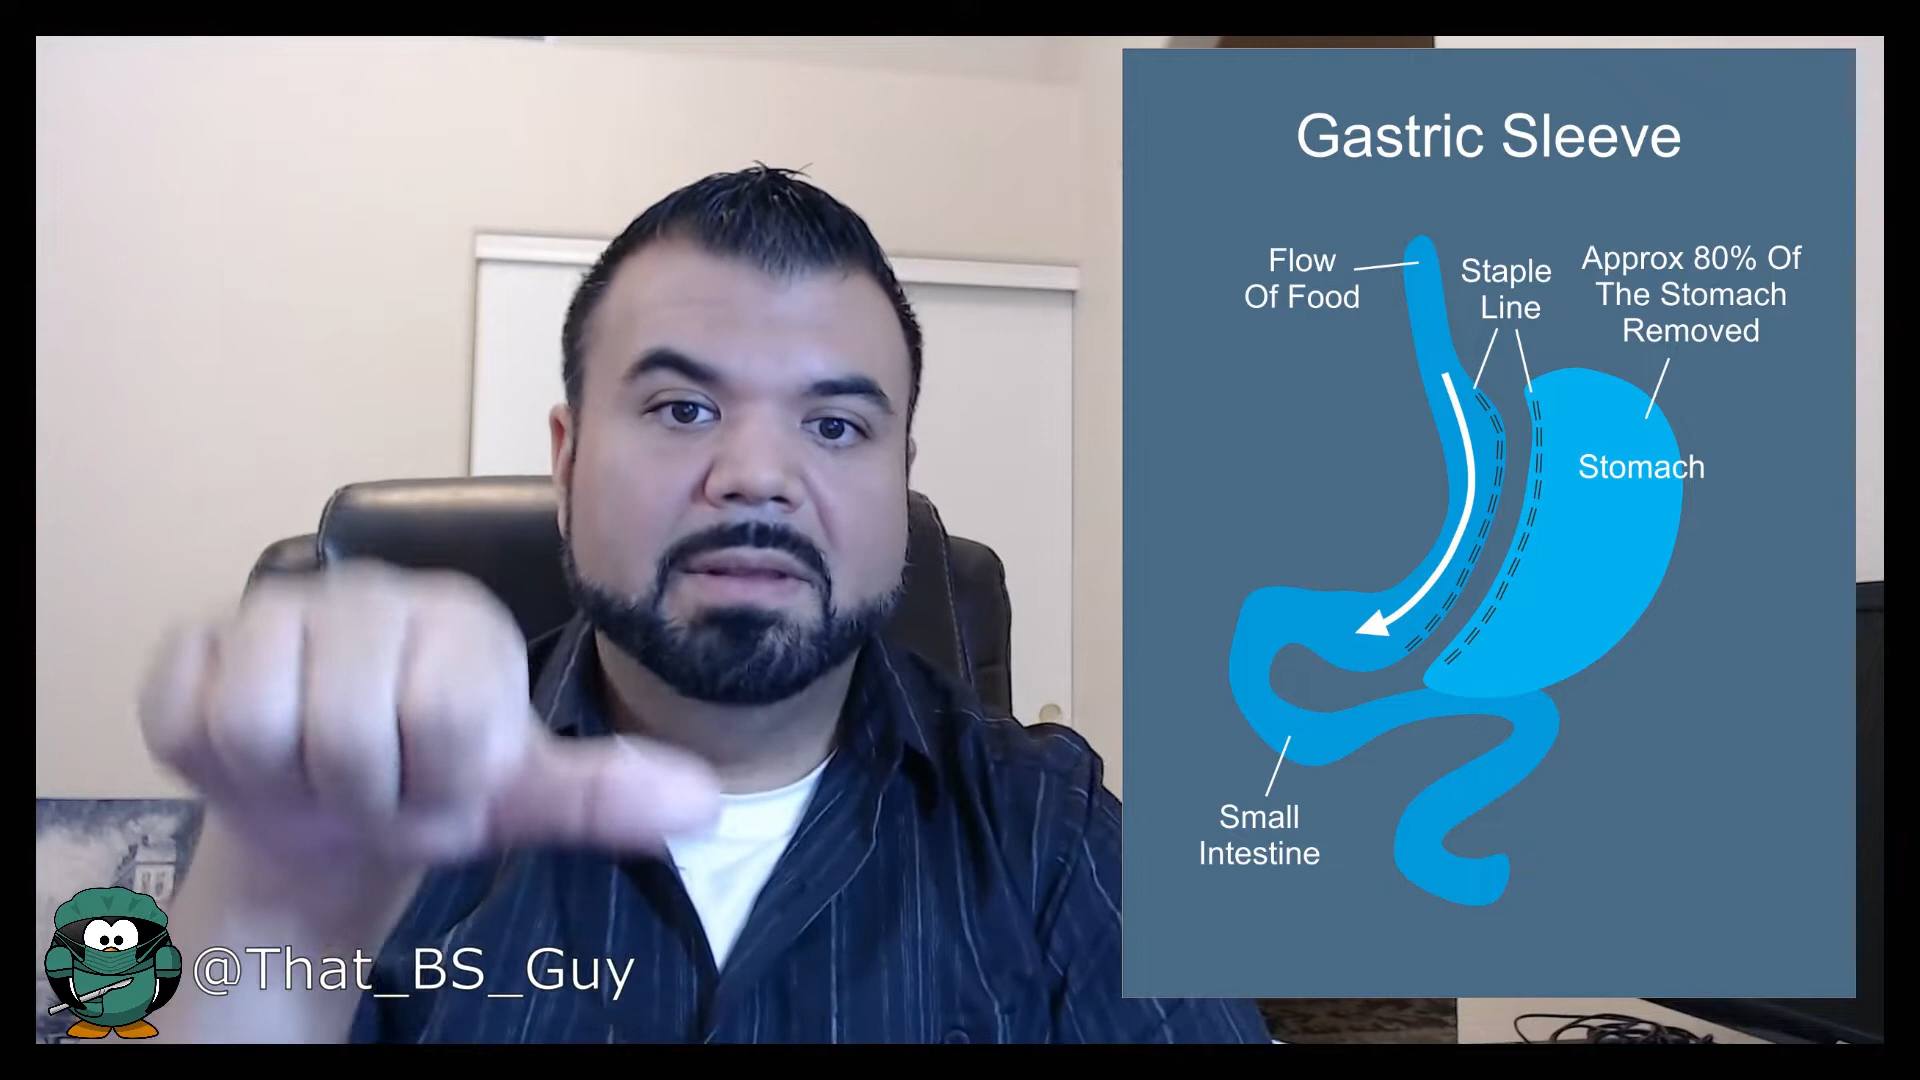 Gastric Sleeve
Flow
Of Food
Staple
Line
Approx 80% Of
The Stomach
Removed
Stomach
Small
Intestine
@That_BS_Guy